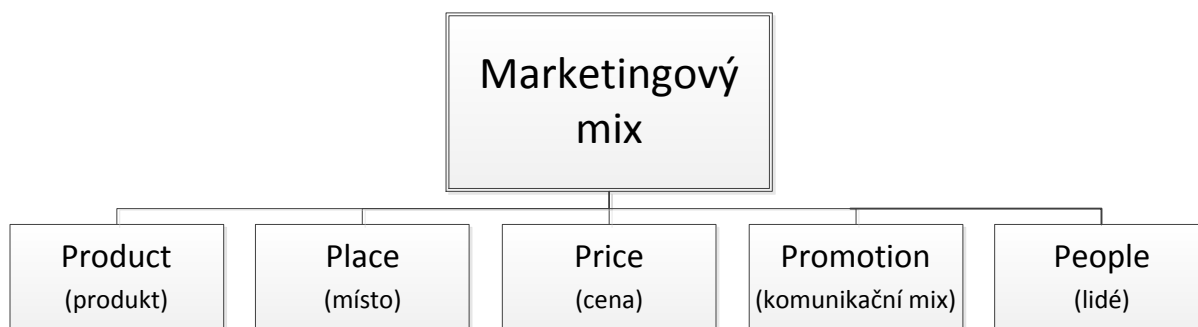 Marketingový
mix
Product
(produkt)
Place
(místo)
Price
(cena)
Promotion
(komunikační mix)
People
(lidé)